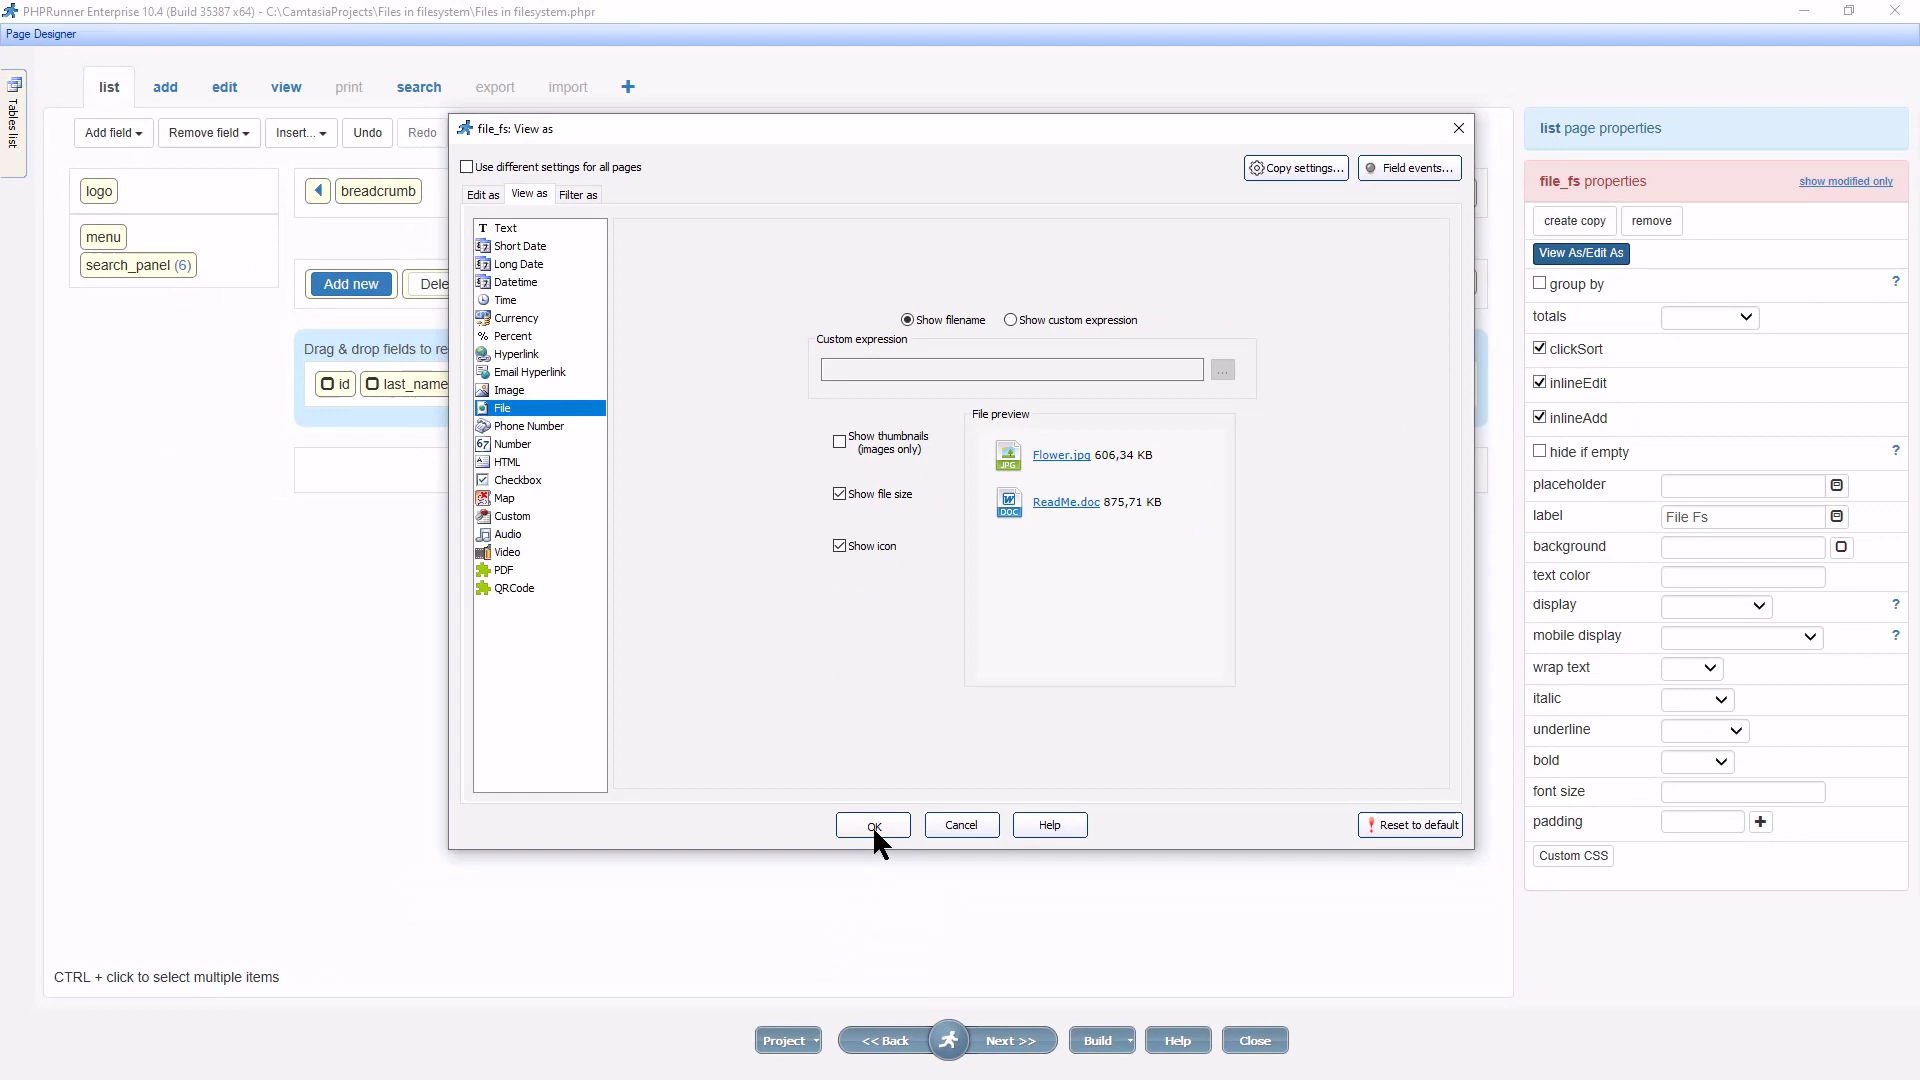 PHPRunner Enterprise 10.4 (Build 35387 x64) - C:\CamtasiaProjects\Files in filesystem\Files in filesystem.phpr
Page Designer
Tables list
list add edit view print search export import
Add field Remove field Insert... Undo Redo
logo
menu
search_panel (6)
breadcrumb
Add new Dele
Drag & drop fields to re
id last_name
CTRL + click to select multiple items
file_fs: View as
Use different settings for all pages
Copy settings... Field events...
Edit as View as Filter as
Text
Short Date
Long Date
Datetime
Time
Currency
% Percent
Hyperlink
Email Hyperlink
Image
File
Phone Number
67 Number
HTML
Checkbox
Map
Custom
Audio
Video
PDF
QRCode
Show filename Show custom expression
Custom expression
...
Show thumbnails
(images only)
Show file size
Show icon
File preview
JPG Flower.jpg 606,34 KB
W DOC ReadMe.doc 875,71 KB
OK Cancel Help Reset to default
list page properties
file_fs properties show modified only
create copy remove
View As/Edit As
group by ?
totals
clickSort
inlineEdit
inlineAdd
hide if empty ?
placeholder
label File Fs
background
text color
display ?
mobile display ?
wrap text
italic
underline
bold
font size
padding
Custom CSS
Project << Back Next >> Build Help Close